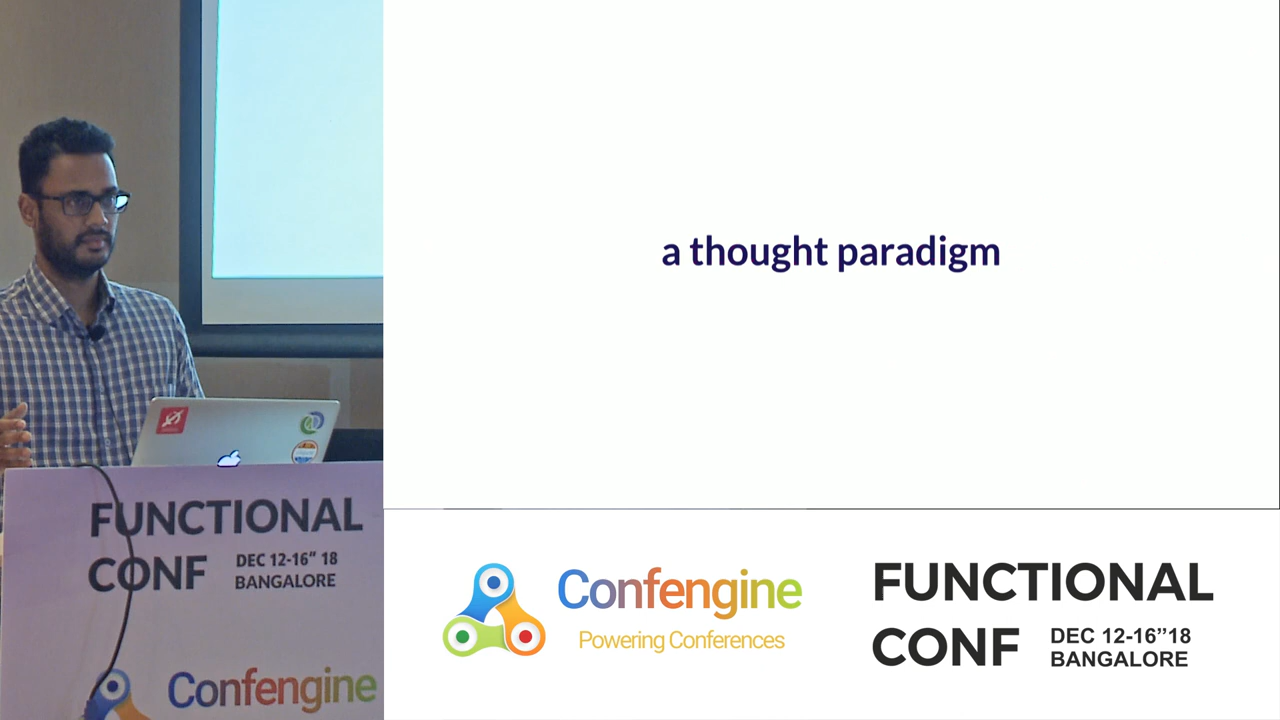 a thought paradigm
FUNCTIONAL
CONF DEC 12-16” 18
BANGALORE
Confengine
Confengine
Powering Conferences
FUNCTIONAL
CONF DEC 12-16”18
BANGALORE